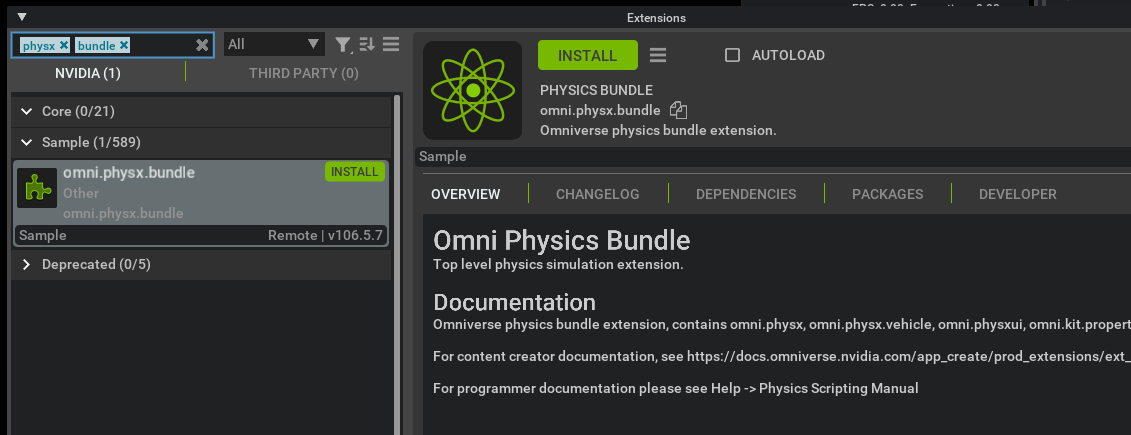 Extensions
physx
bundle
All
NVIDIA (1)
THIRD PARTY (0)
Core (0/21)
Sample (1/589)
omni.physx.bundle
INSTALL
Other
omni.physx.bundle
Sample
Remote | v106.5.7
Deprecated (0/5)
INSTALL
AUTOLOAD
PHYSICS BUNDLE
omni.physx.bundle
Omniverse physics bundle extension.
Sample
OVERVIEW
CHANGELOG
DEPENDENCIES
PACKAGES
DEVELOPER
Omni Physics Bundle
Top level physics simulation extension.
Documentation
Omniverse physics bundle extension, contains omni.physx, omni.physx.vehicle, omni.physxui, omni.kit.propert
For content creator documentation, see https://docs.omniverse.nvidia.com/app_create/prod_extensions/ext_
For programmer documentation please see Help -> Physics Scripting Manual